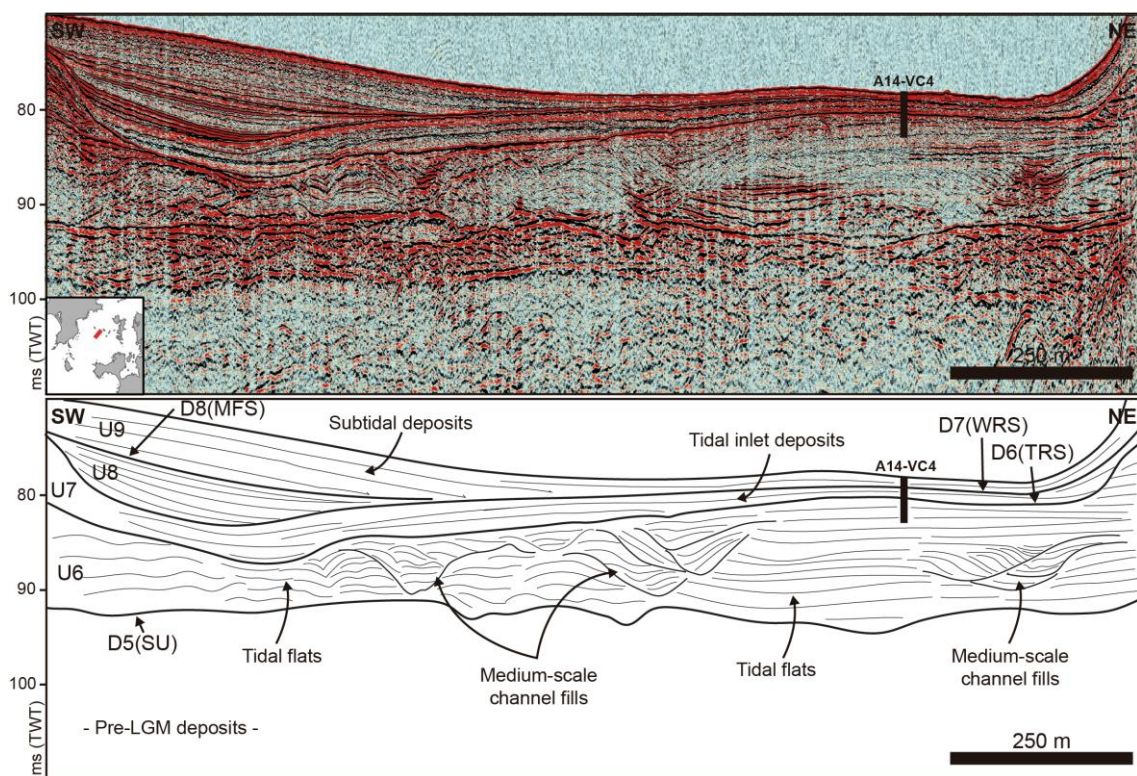 SW
NE
A14-VC4
80
90
100
ms (TWT)
250 m
SW
D8(MFS)
NE
U9
Subtidal deposits
D7(WRS)
Tidal inlet deposits
D6(TRS)
U8
A14-VC4
U7
80
U6
90
D5(SU)
Tidal flats
Medium-scale
channel fills
Tidal flats
Medium-scale
channel fills
100
ms (TWT)
- Pre-LGM deposits -
250 m